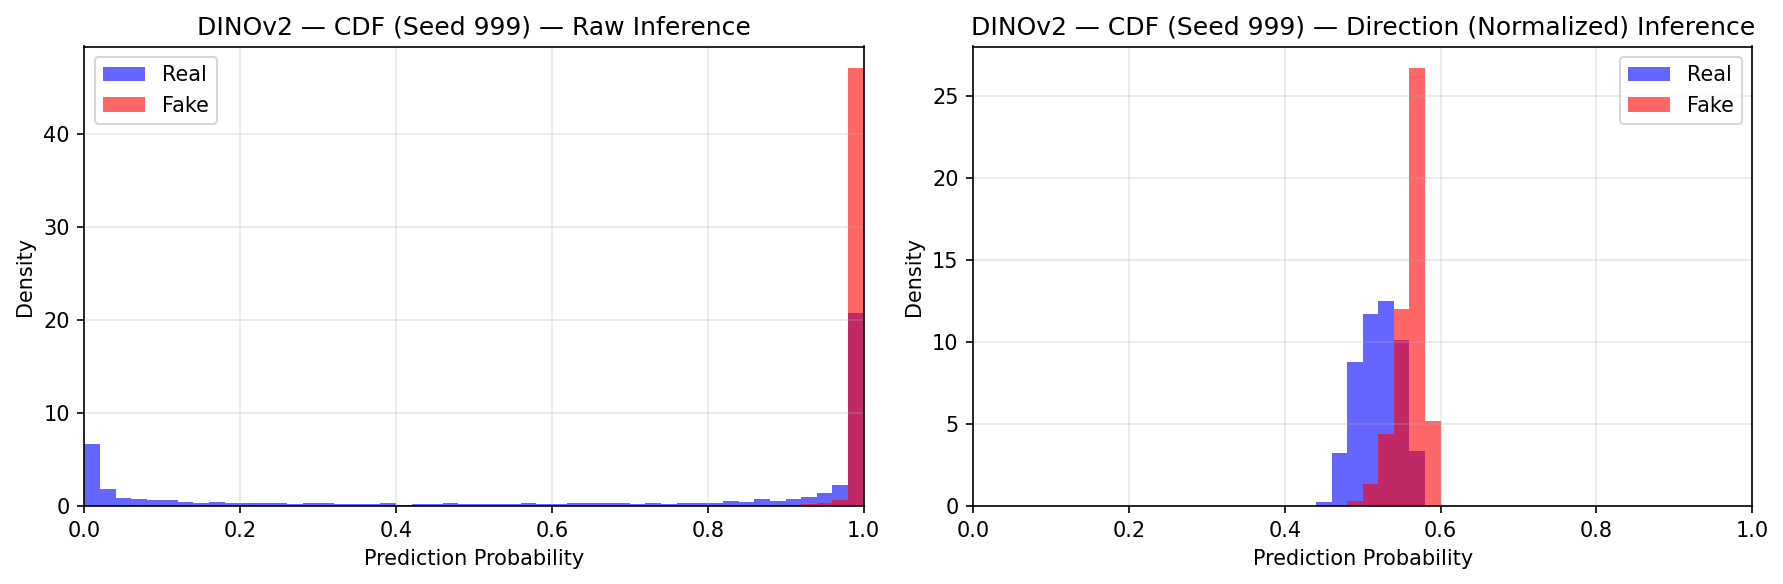 DINOv2 — CDF (Seed 999) — Raw Inference
Real
Fake
Density
40
30
20
10
0
0.0 0.2 0.4 0.6 0.8 1.0
Prediction Probability
DINOv2 — CDF (Seed 999) — Direction (Normalized) Inference
Real
Fake
Density
25
20
15
10
5
0
0.0 0.2 0.4 0.6 0.8 1.0
Prediction Probability